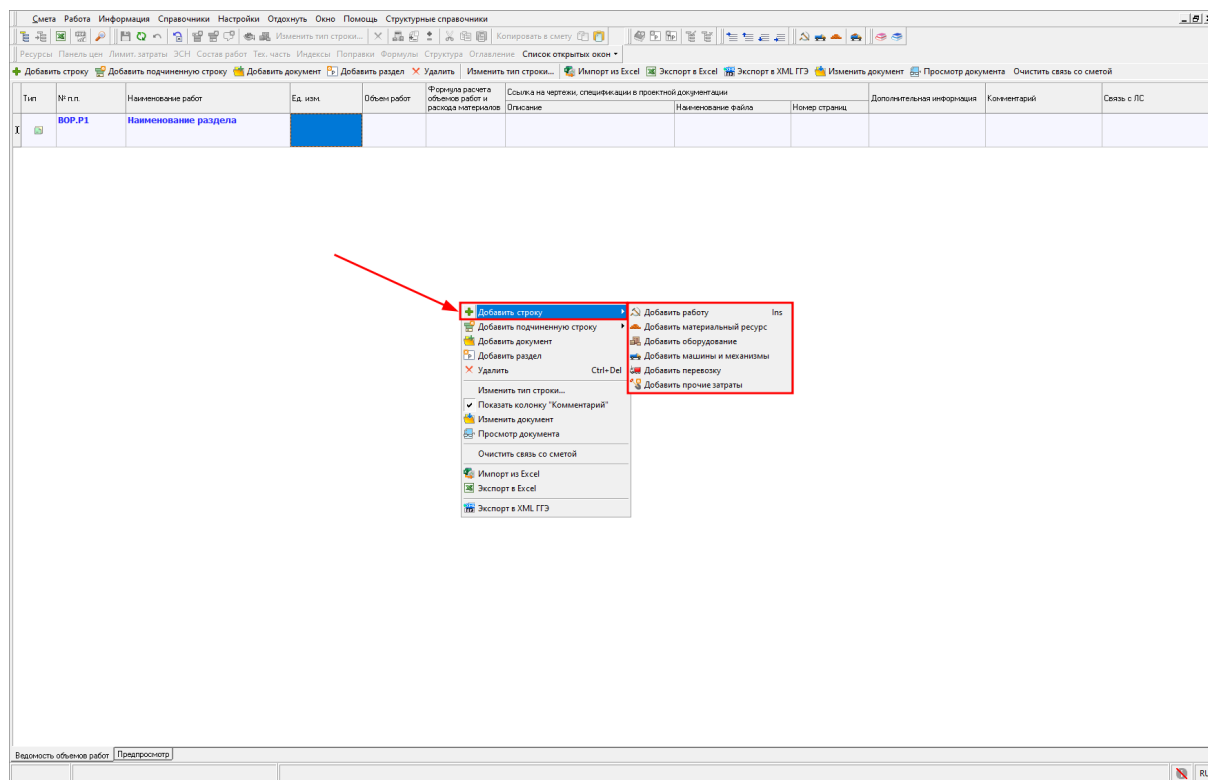 Смета Работа Информация Справочники Настройки Отдохнуть Окно Помощь Структурные справочники
Изменить тип строки... Копировать в смету
Ресурсы Панель цен Лимит. затраты ЭСН Состав работ Тех. часть Индексы Поправки Формулы Структура Оглавление Список открытых окон
Добавить строку Добавить подчиненную строку Добавить документ Добавить раздел Удалить Изменить тип строки... Импорт из Excel Экспорт в Excel Экспорт в XML ГГЭ Изменить документ Просмотр документа Очистить связь со сметой
Тип № п.п. Наименование работ Ед. изм. Объем работ Формула расчета объемов работ и расхода материалов Ссылка на чертежи, спецификации в проектной документации Дополнительная информация Комментарий Связь с ЛС
Описание Наименование файла Номер страниц
ВОР.Р1 Наименование раздела
Добавить строку
Добавить подчиненную строку
Добавить документ
Добавить раздел
Удалить Ctrl+Del
Изменить тип строки...
Показать колонку "Комментарий"
Изменить документ
Просмотр документа
Очистить связь со сметой
Импорт из Excel
Экспорт в Excel
Экспорт в XML ГГЭ
Добавить работу Ins
Добавить материальный ресурс
Добавить оборудование
Добавить машины и механизмы
Добавить перевозку
Добавить прочие затраты
Ведомость объемов работ Предпросмотр
RU